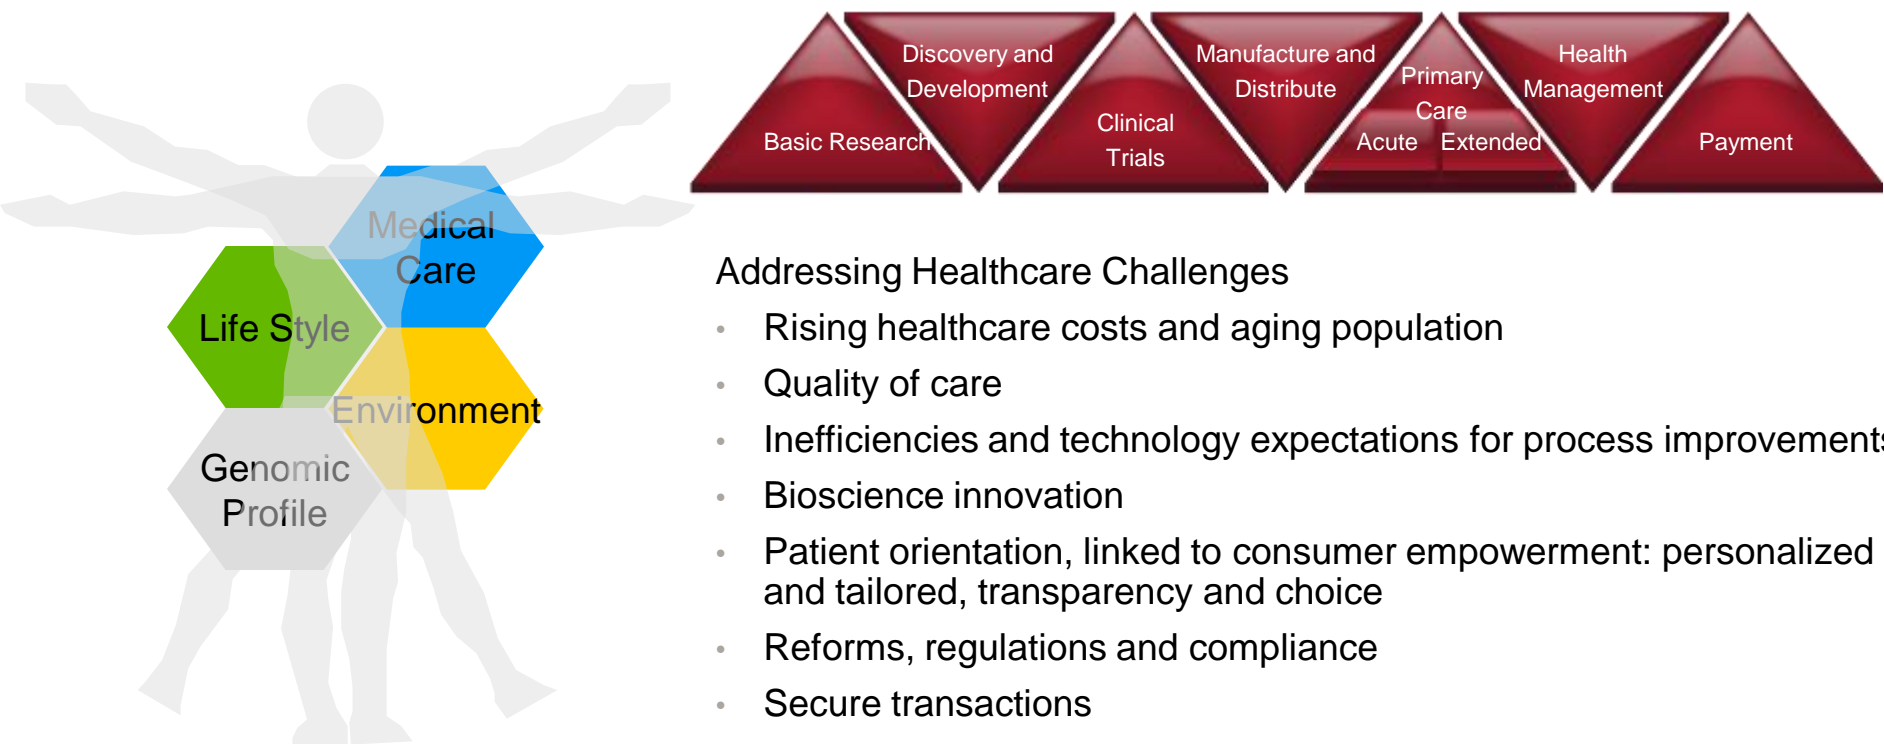 Discovery and
Development
Manufacture and
Distribute
Health
Management
Primary
Care
Basic Research
Clinical
Trials
Acute
Extended
Payment
Medical
Care
Life Style
Environment
Genomic
Profile
Addressing Healthcare Challenges
• Rising healthcare costs and aging population
• Quality of care
• Inefficiencies and technology expectations for process improvements
• Bioscience innovation
• Patient orientation, linked to consumer empowerment: personalized
and tailored, transparency and choice
• Reforms, regulations and compliance
• Secure transactions